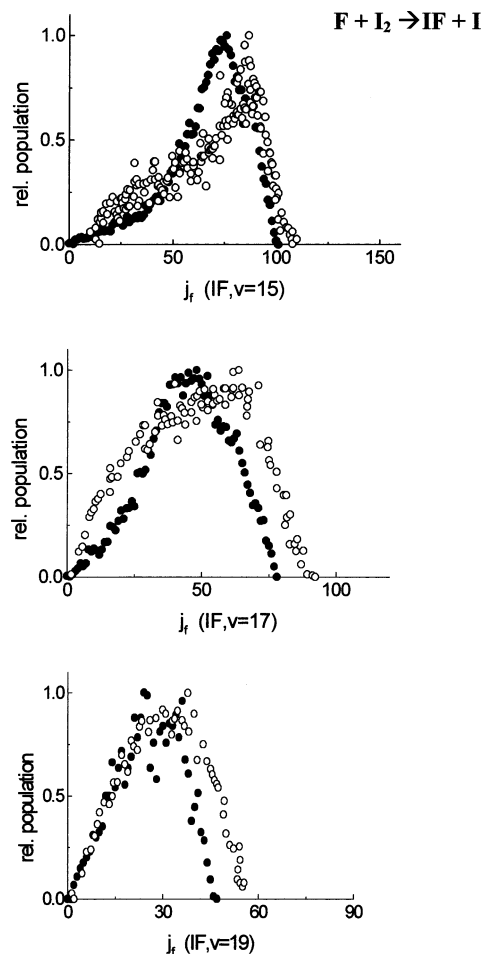 F + I₂ → IF + I
1.0
rel. population
0.5
0.0
0 50 100 150
j_f (IF,v=15)
1.0
rel. population
0.5
0.0
0 50 100
j_f (IF,v=17)
1.0
rel. population
0.5
0.0
0 30 60 90
j_f (IF,v=19)